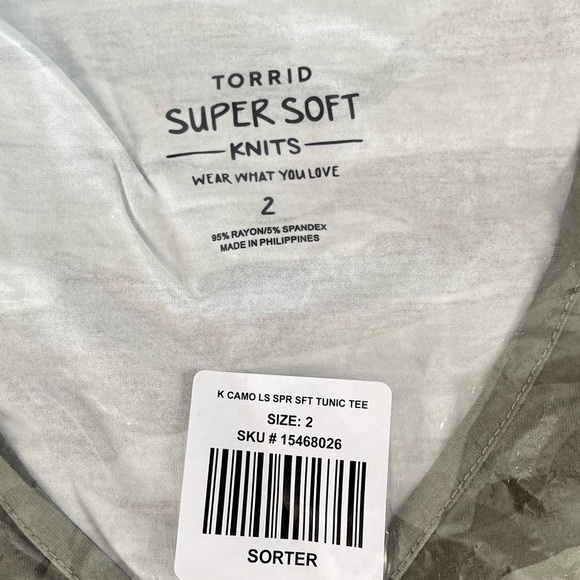 TORRID
SUPER SOFT
KNITS
WEAR WHAT YOU LOVE
2
95% RAYON/5% SPANDEX
MADE IN PHILIPPINES
K CAMO LS SPR SFT TUNIC TEE
SIZE: 2
SKU # 15468026
SORTER